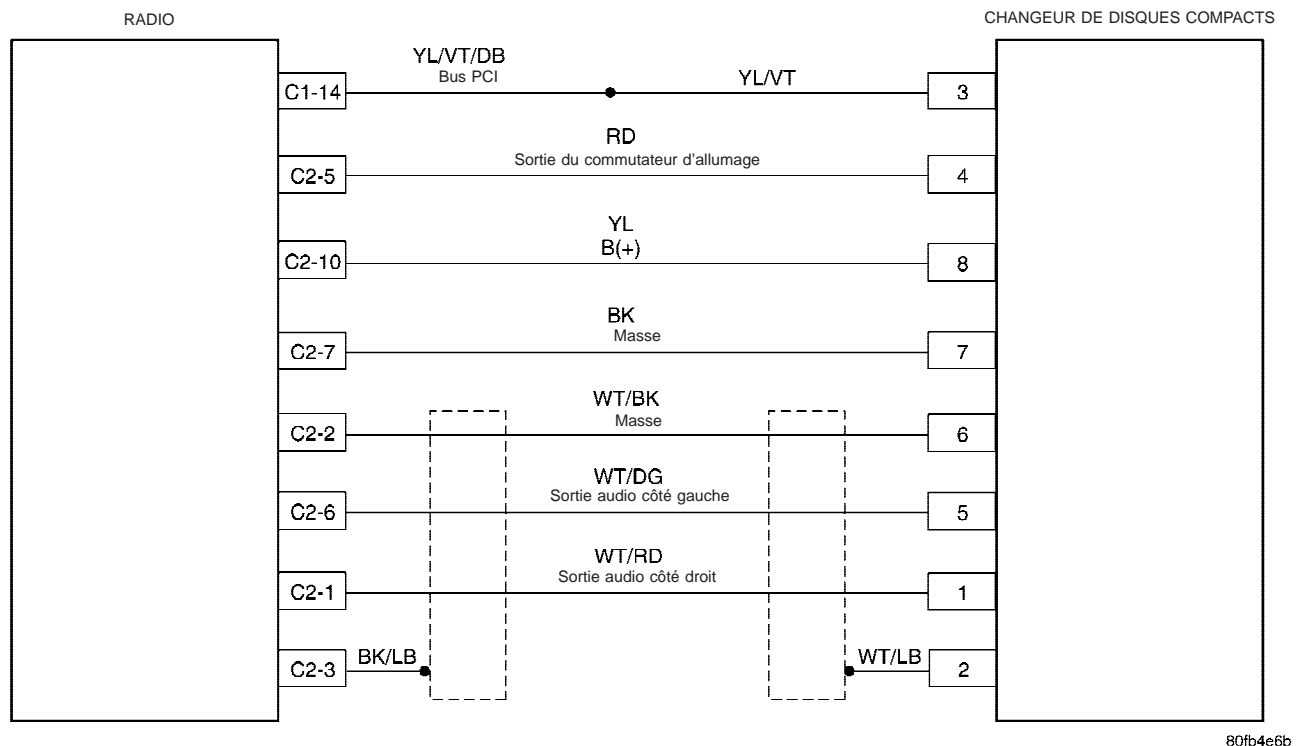 RADIO
CHANGEUR DE DISQUES COMPACTS
YL/VT/DB
Bus PCI
YL/VT
C1-14
3
RD
Sortie du commutateur d'allumage
C2-5
4
YL
B(+)
C2-10
8
BK
Masse
C2-7
7
WT/BK
Masse
C2-2
6
WT/DG
Sortie audio côté gauche
C2-6
5
WT/RD
Sortie audio côté droit
C2-1
1
C2-3
BK/LB
WT/LB
2
80fb4e6b